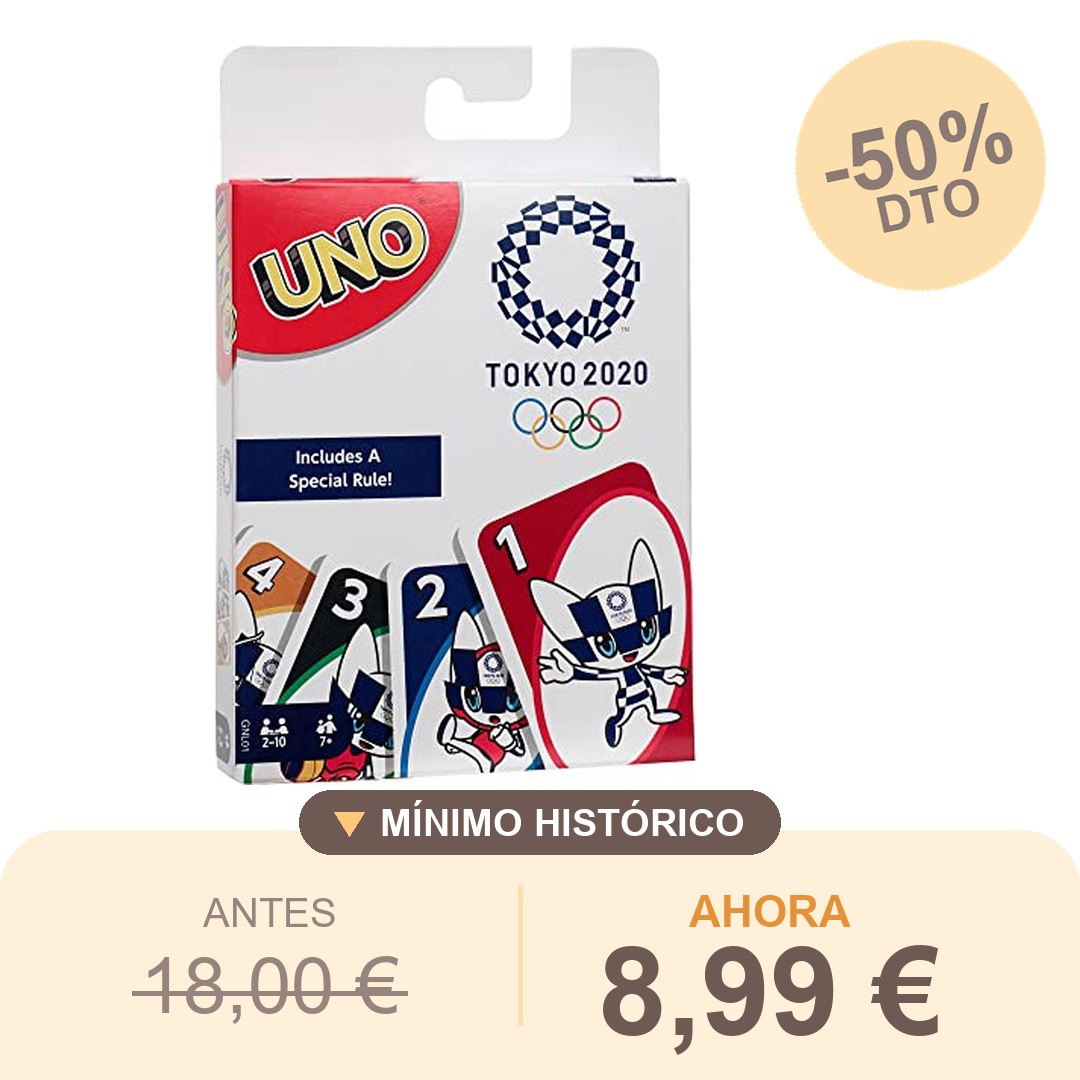 -50%
DTO
UNO
TOKYO 2020
Includes A
Special Rule!
4
3
2
1
GNL01
2-10
7+
MÍNIMO HISTÓRICO
ANTES
18,00 €
AHORA
8,99 €